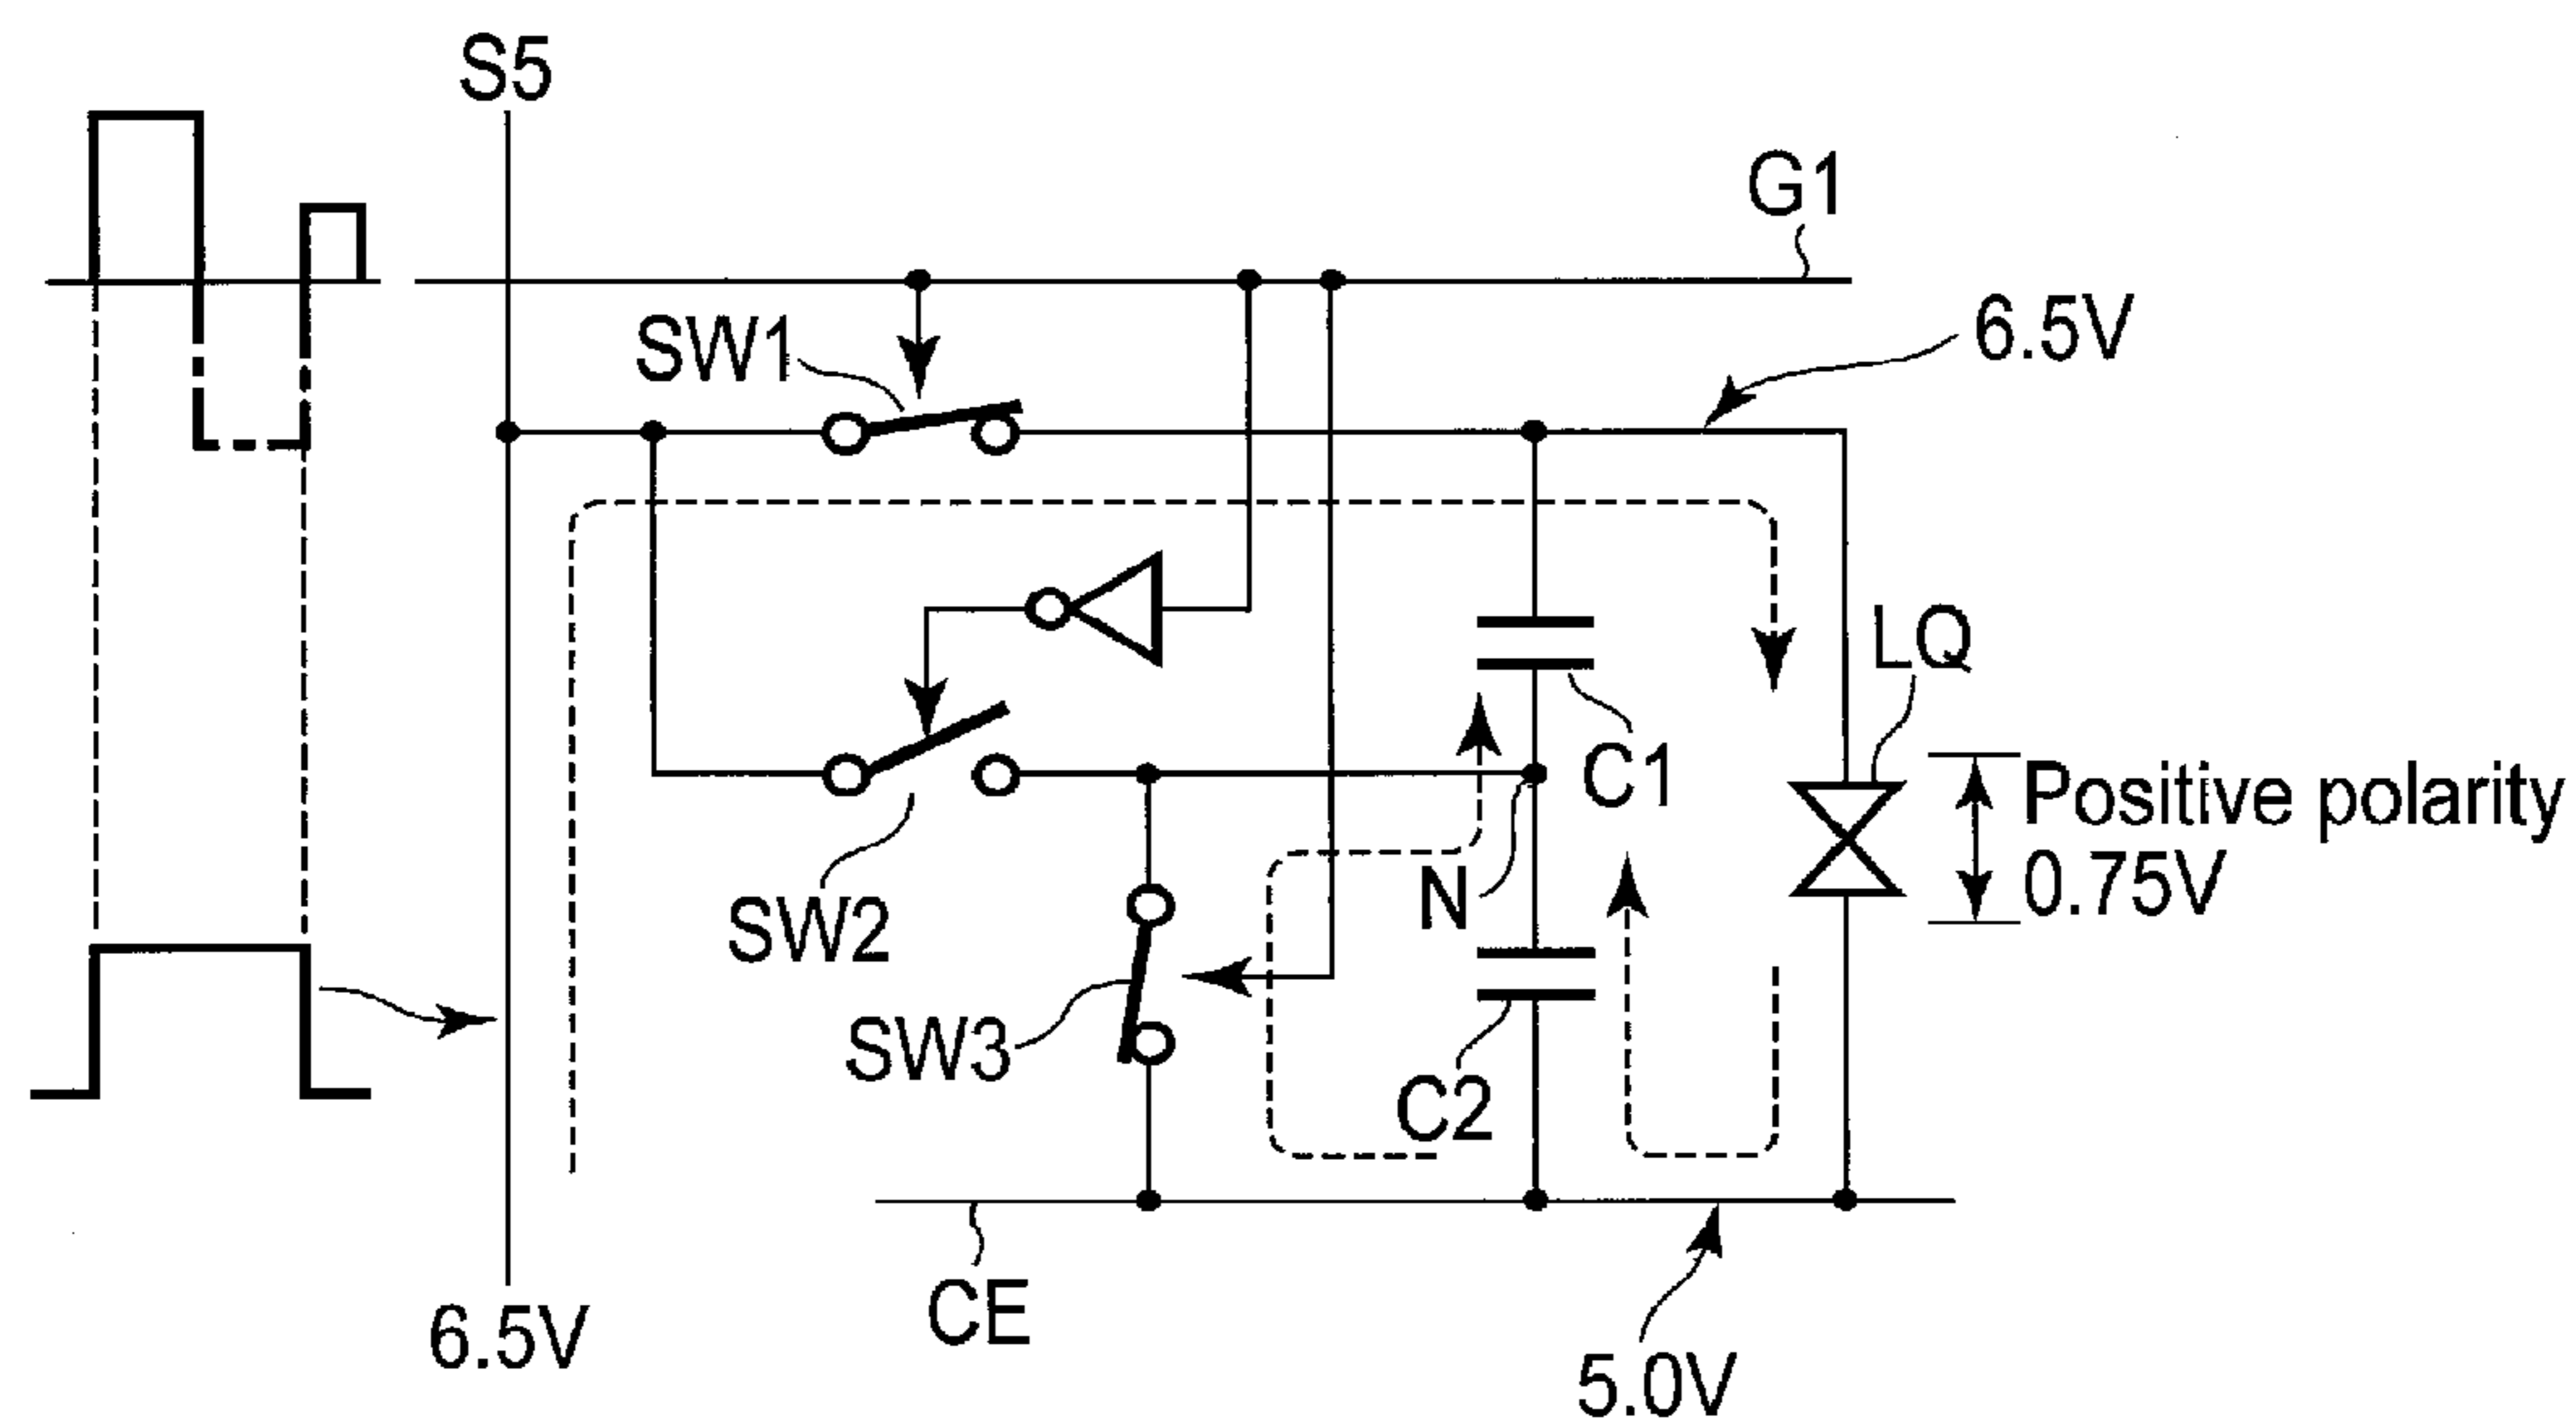 S5
G1
SW1
6.5V
LQ
C1
Positive polarity
0.75V
N
SW2
SW3
C2
CE
6.5V
5.0V